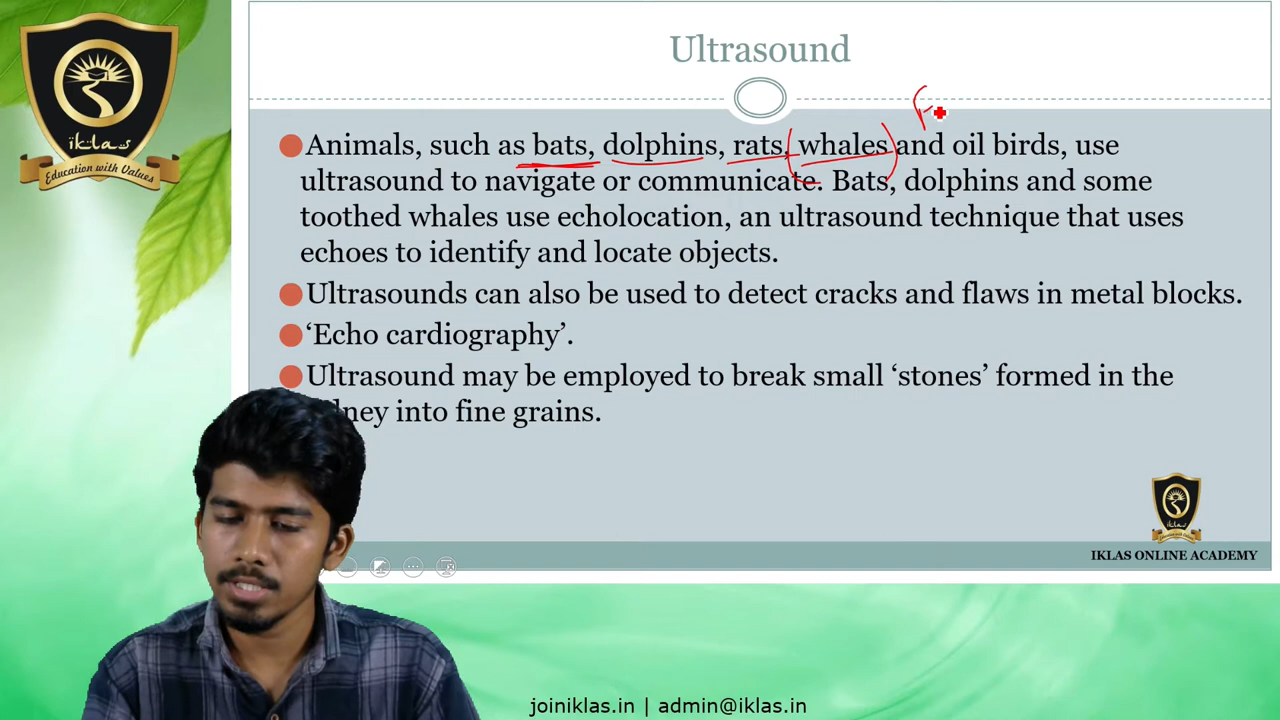 Ultrasound
Animals, such as bats, dolphins, rats, whales and oil birds, use
ultrasound to navigate or communicate. Bats, dolphins and some
toothed whales use echolocation, an ultrasound technique that uses
echoes to identify and locate objects.
Ultrasounds can also be used to detect cracks and flaws in metal blocks.
‘Echo cardiography’.
Ultrasound may be employed to break small ‘stones’ formed in the
dney into fine grains.
iklas
Education with Values
iklas
IKLAS ONLINE ACADEMY
joiniklas.in | admin@iklas.in